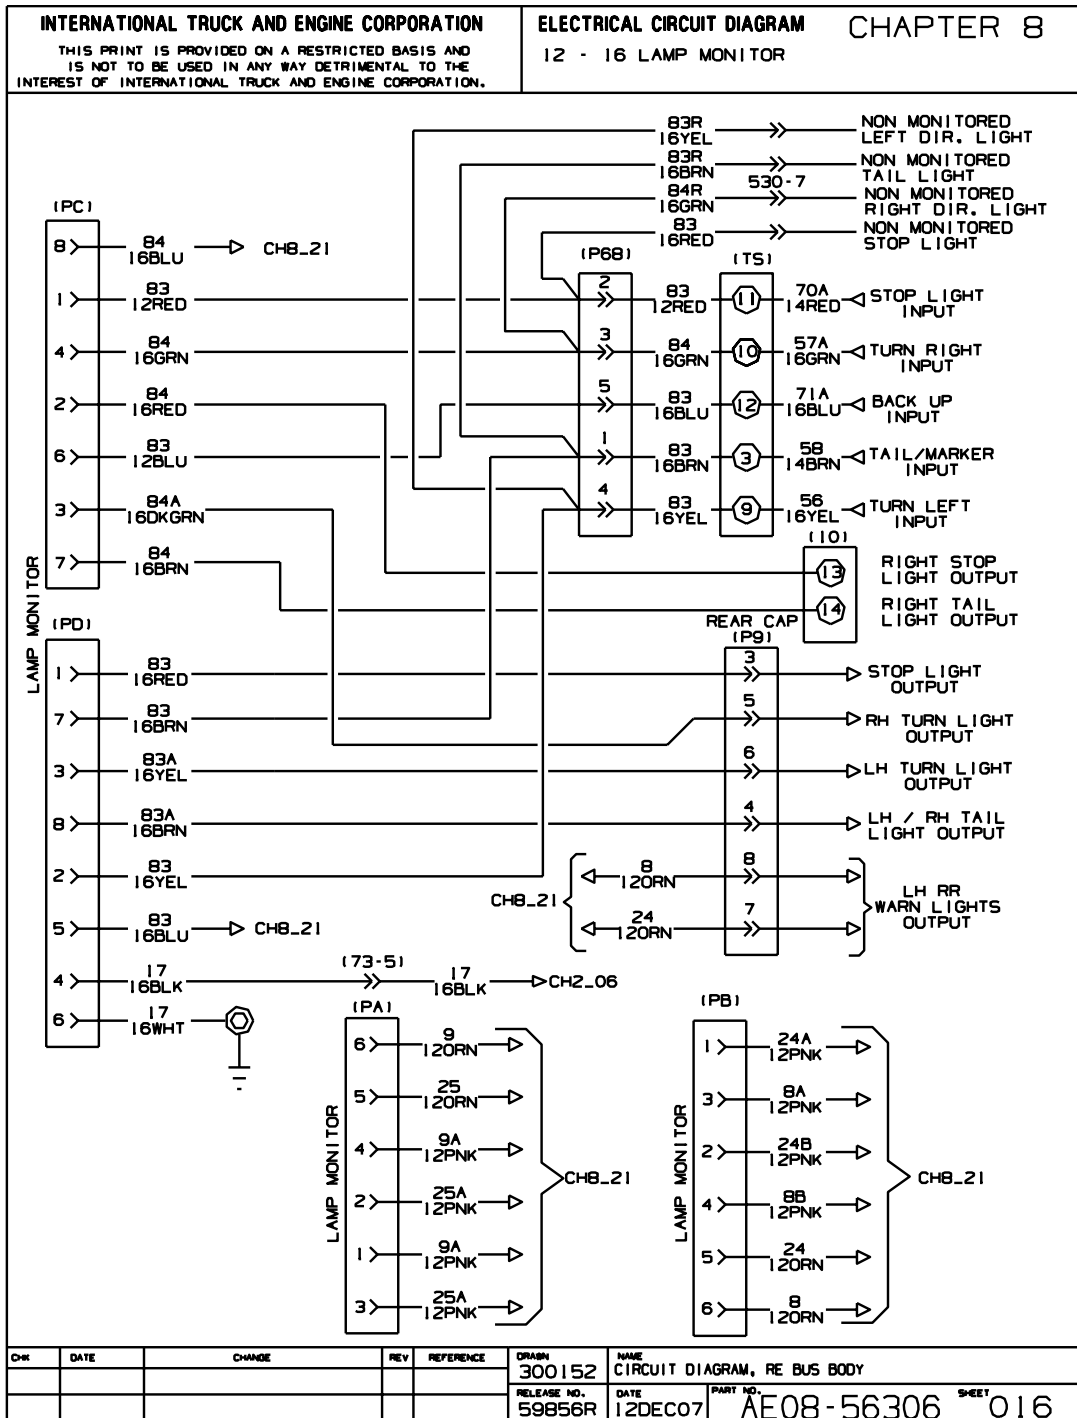 INTERNATIONAL TRUCK AND ENGINE CORPORATION
THIS PRINT IS PROVIDED ON A RESTRICTED BASIS AND
IS NOT TO BE USED IN ANY WAY DETRIMENTAL TO THE
INTEREST OF INTERNATIONAL TRUCK AND ENGINE CORPORATION.
ELECTRICAL CIRCUIT DIAGRAM
12 - 16 LAMP MONITOR
CHAPTER 8
83R
16YEL
NON MONITORED
LEFT DIR. LIGHT
83R
16BRN
NON MONITORED
TAIL LIGHT
530-7
84R
16GRN
NON MONITORED
RIGHT DIR. LIGHT
83
16RED
NON MONITORED
STOP LIGHT
(PC)
(P68)
(TS)
8
84
16BLU
CH8_21
1
83
12RED
2
83
12RED
11
70A
14RED
STOP LIGHT
INPUT
4
84
16GRN
3
84
16GRN
10
57A
16GRN
TURN RIGHT
INPUT
2
84
16RED
5
83
16BLU
12
71A
16BLU
BACK UP
INPUT
6
83
12BLU
1
83
16BRN
3
58
14BRN
TAIL/MARKER
INPUT
3
84A
16DKGRN
4
83
16YEL
9
56
16YEL
TURN LEFT
INPUT
7
84
16BRN
LAMP MONITOR
(IO)
13
RIGHT STOP
LIGHT OUTPUT
14
RIGHT TAIL
LIGHT OUTPUT
(PD)
REAR CAP
(P9)
1
83
16RED
3
STOP LIGHT
OUTPUT
7
83
16BRN
5
RH TURN LIGHT
OUTPUT
3
83A
16YEL
6
LH TURN LIGHT
OUTPUT
8
83A
16BRN
4
LH / RH TAIL
LIGHT OUTPUT
2
83
16YEL
CH8_21
8
12ORN
8
24
12ORN
7
LH RR
WARN LIGHTS
OUTPUT
5
83
16BLU
CH8_21
4
17
16BLK
(73-5)
17
16BLK
CH2_06
6
17
16WHT
(PA)
LAMP MONITOR
6
9
12ORN
5
25
12ORN
4
9A
12PNK
2
25A
12PNK
1
9A
12PNK
3
25A
12PNK
CH8_21
(PB)
LAMP MONITOR
1
24A
12PNK
3
8A
12PNK
2
24B
12PNK
4
8B
12PNK
5
24
12ORN
6
8
12ORN
CH8_21
CHK DATE CHANGE REV REFERENCE
DRAWN
300152
NAME
CIRCUIT DIAGRAM, RE BUS BODY
RELEASE NO.
59856R
DATE
12DEC07
PART NO.
AE08-56306
SHEET
016